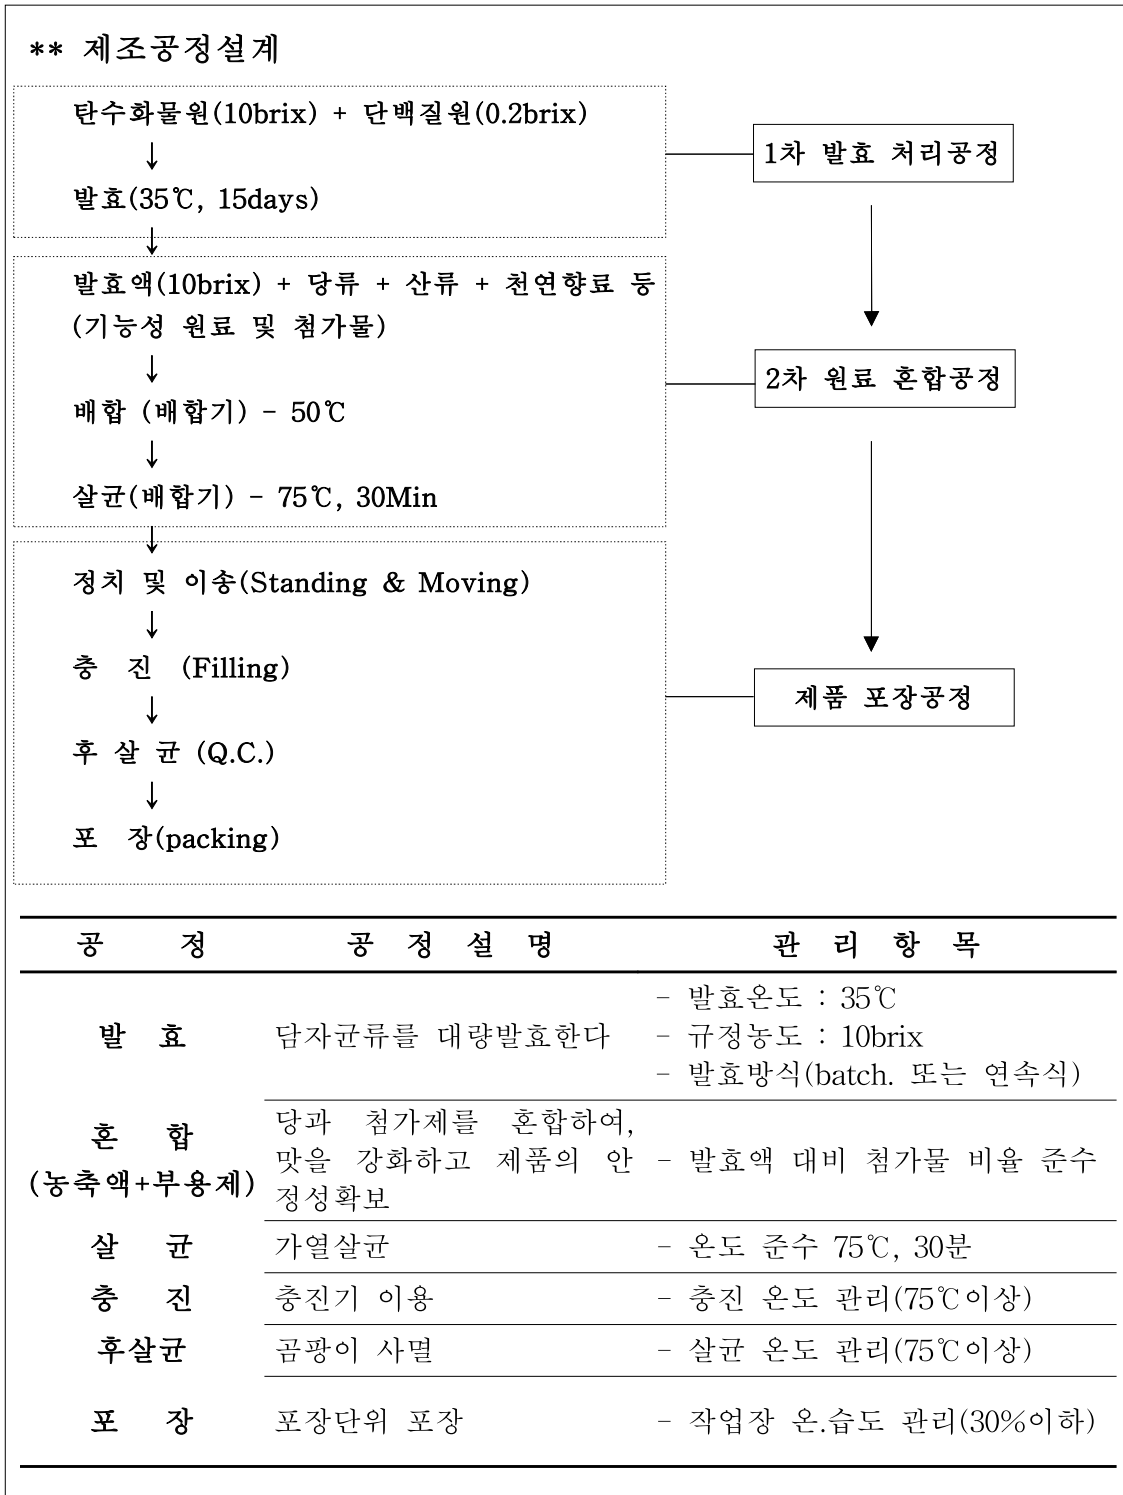 ** 제조공정설계
탄수화물원(10brix) + 단백질원(0.2brix)
↓
발효(35℃, 15days)
↓
1차 발효 처리공정
발효액(10brix) + 당류 + 산류 + 천연향료 등
(기능성 원료 및 첨가물)
↓
배합 (배합기) - 50℃
↓
살균(배합기) - 75℃, 30Min
↓
2차 원료 혼합공정
정치 및 이송(Standing & Moving)
↓
충 진 (Filling)
↓
후 살 균 (Q.C.)
↓
포 장(packing)
제품 포장공정
공 정 공 정 설 명 관 리 항 목
발 효 담자균류를 대량발효한다
- 발효온도 : 35℃
- 규정농도 : 10brix
- 발효방식(batch. 또는 연속식)
혼 합
(농축액+부용제)
당과 첨가제를 혼합하여,
맛을 강화하고 제품의 안
정성확보
- 발효액 대비 첨가물 비율 준수
살 균 가열살균 - 온도 준수 75℃, 30분
충 진 충진기 이용 - 충진 온도 관리(75℃이상)
후살균 곰팡이 사멸 - 살균 온도 관리(75℃이상)
포 장 포장단위 포장 - 작업장 온.습도 관리(30%이하)